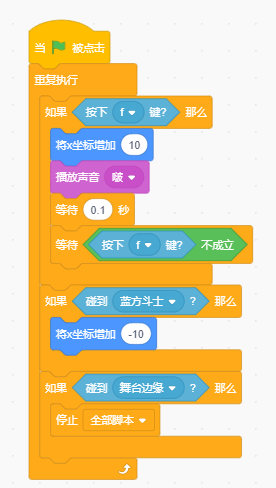 当 被点击
重复执行
如果 按下 f 键? 那么
将x坐标增加 10
播放声音 啵
等待 0.1 秒
等待 按下 f 键? 不成立
如果 碰到 蓝方斗士 ? 那么
将x坐标增加 -10
如果 碰到 舞台边缘 ? 那么
停止 全部脚本